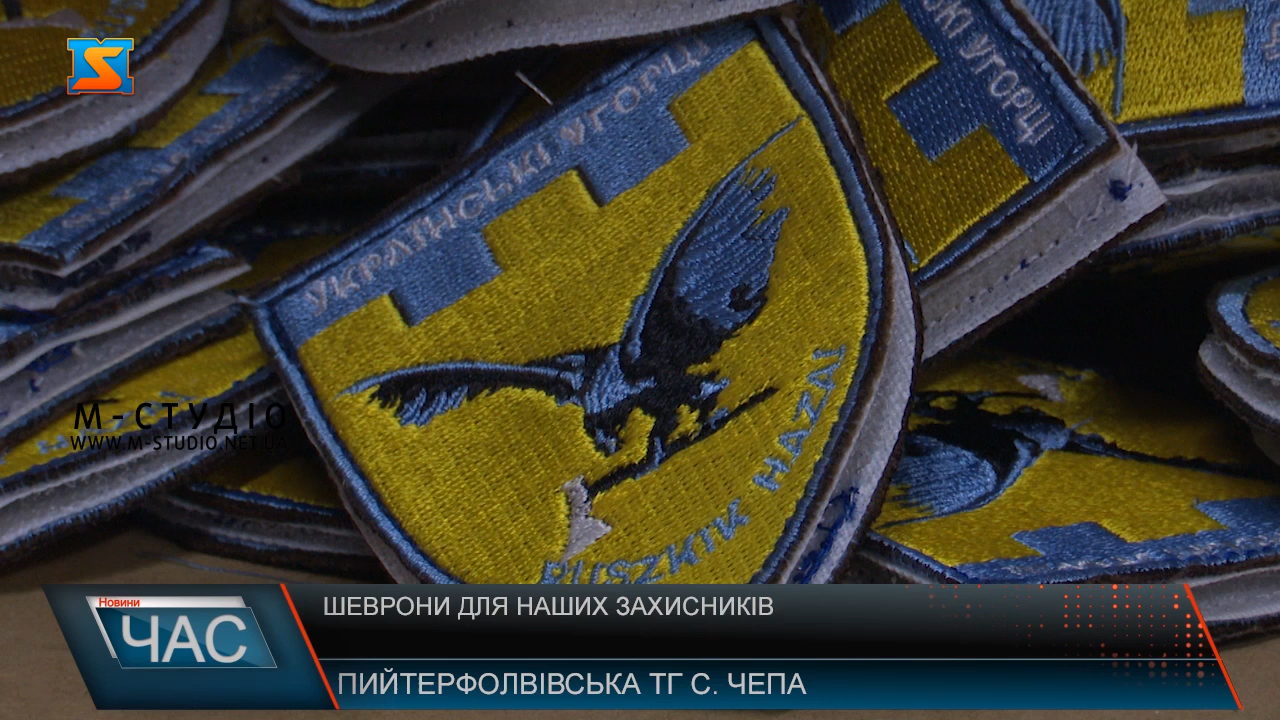 УКРАЇНСЬКІ УГОРЦІ
СЬКІ УГОРЦІ
RUSZKIK HAZA!
М-СТУДІО
WWW.M-STUDIO.NET.UA
Новини
ЧАС
ШЕВРОНИ ДЛЯ НАШИХ ЗАХИСНИКІВ
ПИЙТЕРФОЛВІВСЬКА ТГ С. ЧЕПА